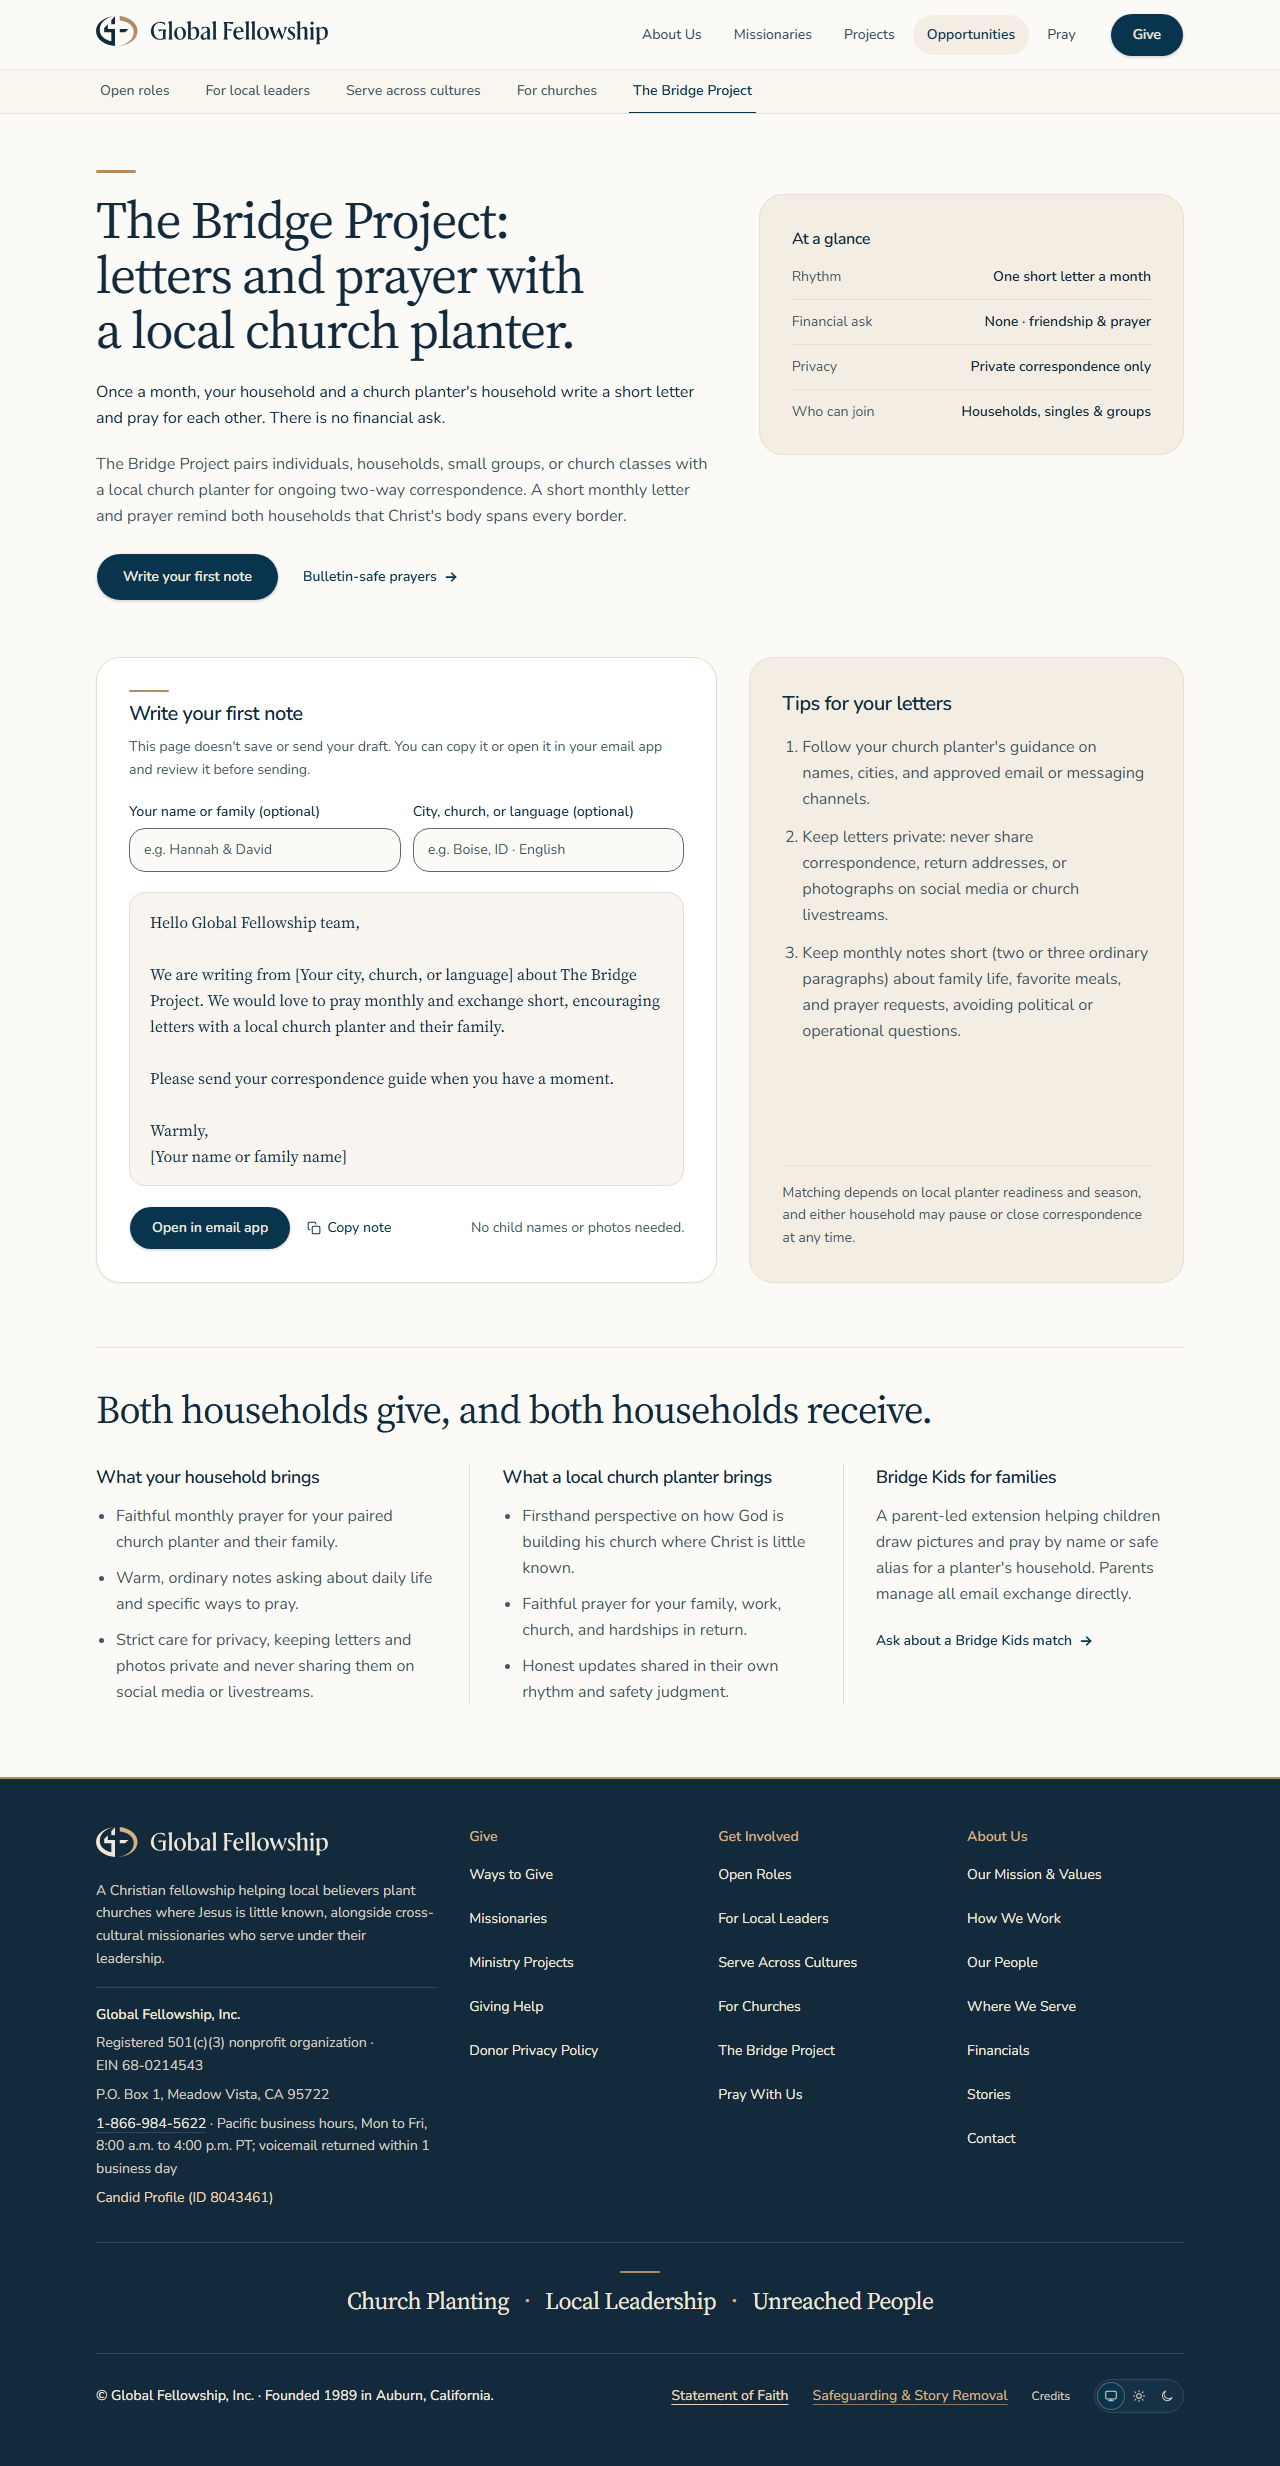 Global Fellowship
About Us
Missionaries
Projects
Opportunities
Pray
Give
Open roles
For local leaders
Serve across cultures
For churches
The Bridge Project
The Bridge Project:
letters and prayer with
a local church planter.
Once a month, your household and a church planter's household write a short letter
and pray for each other. There is no financial ask.
The Bridge Project pairs individuals, households, small groups, or church classes with
a local church planter for ongoing two-way correspondence. A short monthly letter
and prayer remind both households that Christ's body spans every border.
Write your first note
Bulletin-safe prayers →
At a glance
Rhythm
One short letter a month
Financial ask
None · friendship & prayer
Privacy
Private correspondence only
Who can join
Households, singles & groups
Write your first note
This page doesn't save or send your draft. You can copy it or open it in your email app
and review it before sending.
Your name or family (optional)
e.g. Hannah & David
City, church, or language (optional)
e.g. Boise, ID · English
Hello Global Fellowship team,
We are writing from [Your city, church, or language] about The Bridge
Project. We would love to pray monthly and exchange short, encouraging
letters with a local church planter and their family.
Please send your correspondence guide when you have a moment.
Warmly,
[Your name or family name]
Open in email app
Copy note
No child names or photos needed.
Tips for your letters
1. Follow your church planter's guidance on
names, cities, and approved email or messaging
channels.
2. Keep letters private: never share
correspondence, return addresses, or
photographs on social media or church
livestreams.
3. Keep monthly notes short (two or three ordinary
paragraphs) about family life, favorite meals,
and prayer requests, avoiding political or
operational questions.
Matching depends on local planter readiness and season,
and either household may pause or close correspondence
at any time.
Both households give, and both households receive.
What your household brings
• Faithful monthly prayer for your paired
church planter and their family.
• Warm, ordinary notes asking about daily life
and specific ways to pray.
• Strict care for privacy, keeping letters and
photos private and never sharing them on
social media or livestreams.
What a local church planter brings
• Firsthand perspective on how God is
building his church where Christ is little
known.
• Faithful prayer for your family, work,
church, and hardships in return.
• Honest updates shared in their own
rhythm and safety judgment.
Bridge Kids for families
A parent-led extension helping children
draw pictures and pray by name or safe
alias for a planter's household. Parents
manage all email exchange directly.
Ask about a Bridge Kids match →
Global Fellowship
A Christian fellowship helping local believers plant
churches where Jesus is little known, alongside cross-
cultural missionaries who serve under their
leadership.
Global Fellowship, Inc.
Registered 501(c)(3) nonprofit organization ·
EIN 68-0214543
P.O. Box 1, Meadow Vista, CA 95722
1-866-984-5622 · Pacific business hours, Mon to Fri,
8:00 a.m. to 4:00 p.m. PT; voicemail returned within 1
business day
Candid Profile (ID 8043461)
Give
Ways to Give
Missionaries
Ministry Projects
Giving Help
Donor Privacy Policy
Get Involved
Open Roles
For Local Leaders
Serve Across Cultures
For Churches
The Bridge Project
Pray With Us
About Us
Our Mission & Values
How We Work
Our People
Where We Serve
Financials
Stories
Contact
Church Planting · Local Leadership · Unreached People
© Global Fellowship, Inc. · Founded 1989 in Auburn, California.
Statement of Faith
Safeguarding & Story Removal
Credits